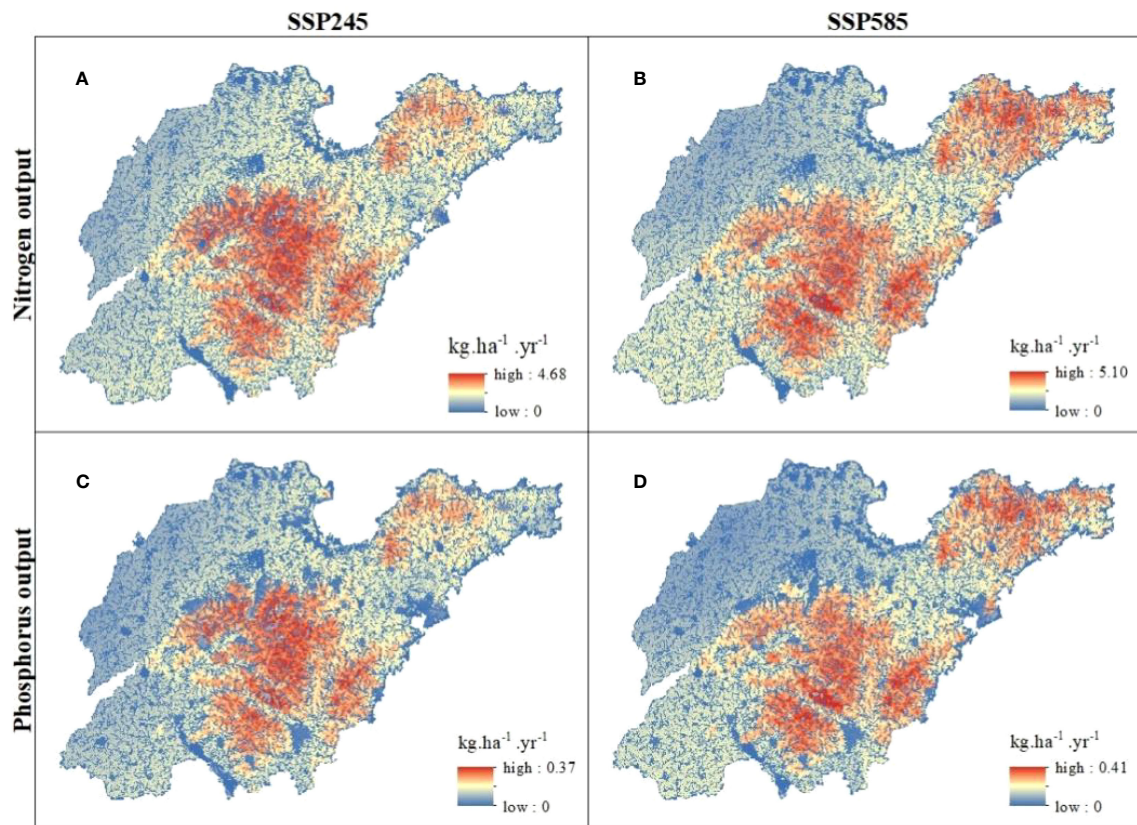 SSP245
SSP585
Nitrogen output
A
kg.ha⁻¹ .yr⁻¹
high : 4.68
low : 0
B
kg.ha⁻¹ .yr⁻¹
high : 5.10
low : 0
Phosphorus output
C
kg.ha⁻¹ .yr⁻¹
high : 0.37
low : 0
D
kg.ha⁻¹ .yr⁻¹
high : 0.41
low : 0